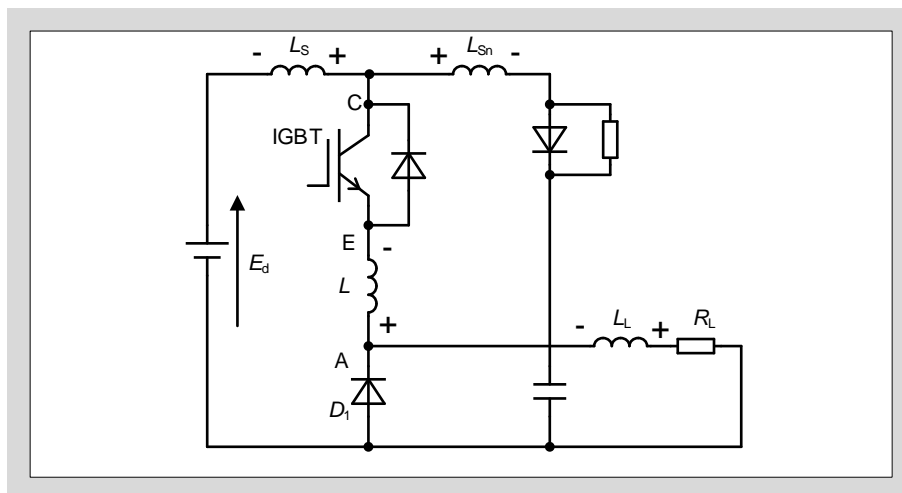 - LS + + LSn -
C
IGBT
E -
Ed
L
+
- LL + RL
A
D1